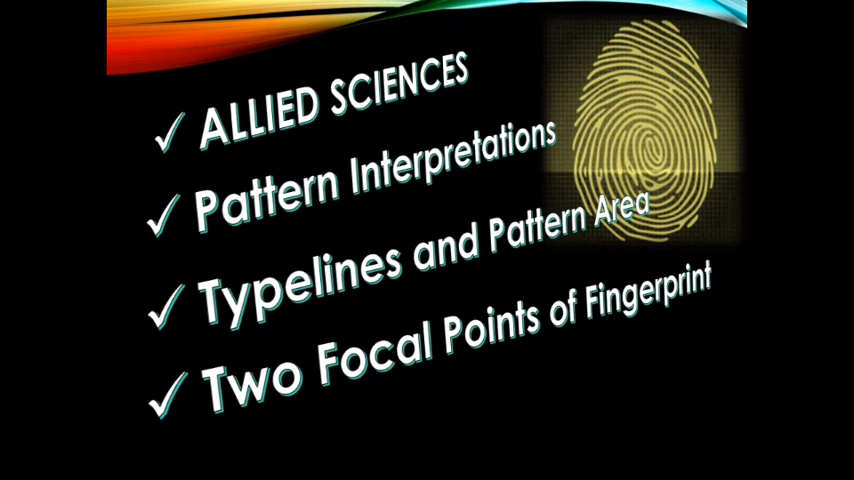 ✓ ALLIED SCIENCES
✓ Pattern Interpretations
✓ Typelines and Pattern Area
✓ Two Focal Points of Fingerprint